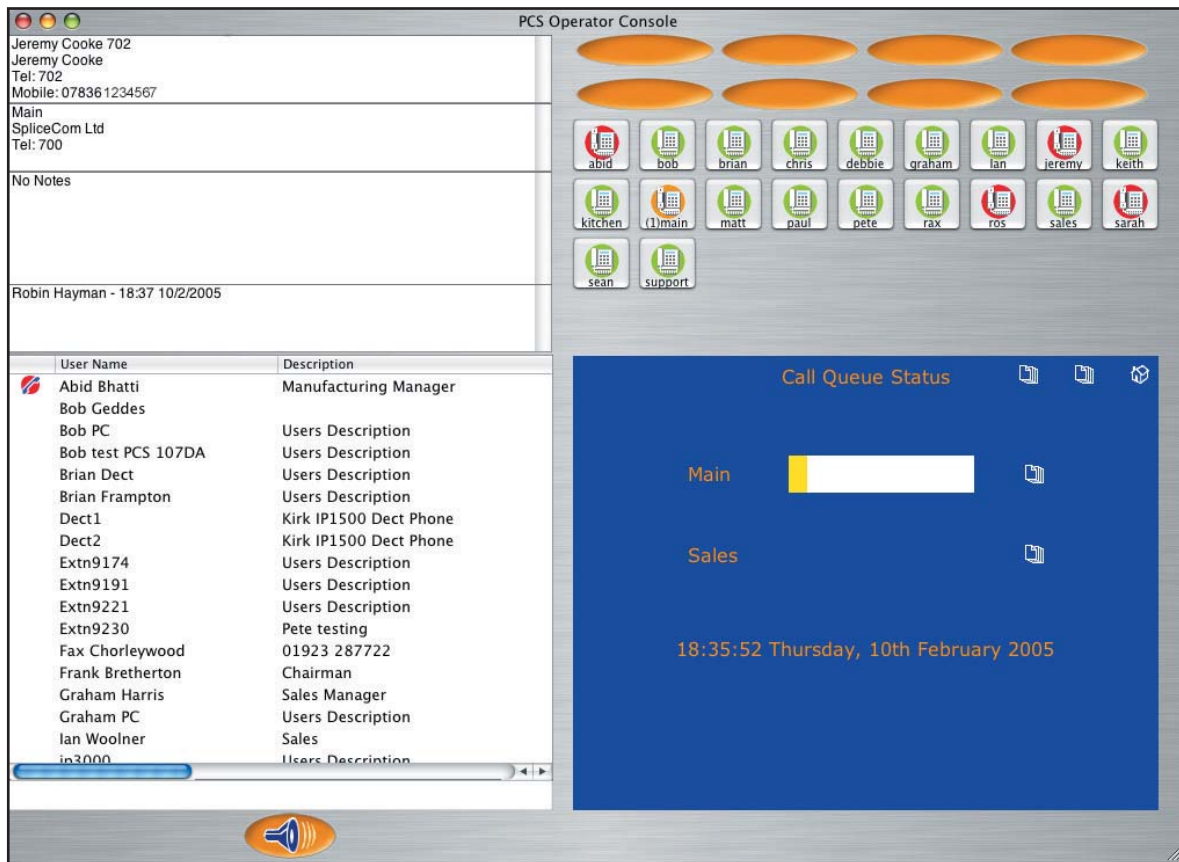 PCS Operator Console
Jeremy Cooke 702
Jeremy Cooke
Tel: 702
Mobile: 078361234567
Main
SpliceCom Ltd
Tel: 700
No Notes
Robin Hayman - 18:37 10/2/2005
abid bob brian chris debbie graham Ian jeremy keith
kitchen (1)main matt paul pete rax ros sales sarah
sean support
User Name Description
Abid Bhatti Manufacturing Manager
Bob Geddes
Bob PC Users Description
Bob test PCS 107DA Users Description
Brian Dect Users Description
Brian Frampton Users Description
Dect1 Kirk IP1500 Dect Phone
Dect2 Kirk IP1500 Dect Phone
Extn9174 Users Description
Extn9191 Users Description
Extn9221 Users Description
Extn9230 Pete testing
Fax Chorleywood 01923 287722
Frank Bretherton Chairman
Graham Harris Sales Manager
Graham PC Users Description
Ian Woolner Sales
ip3000 Users Description
Call Queue Status
Main
Sales
18:35:52 Thursday, 10th February 2005